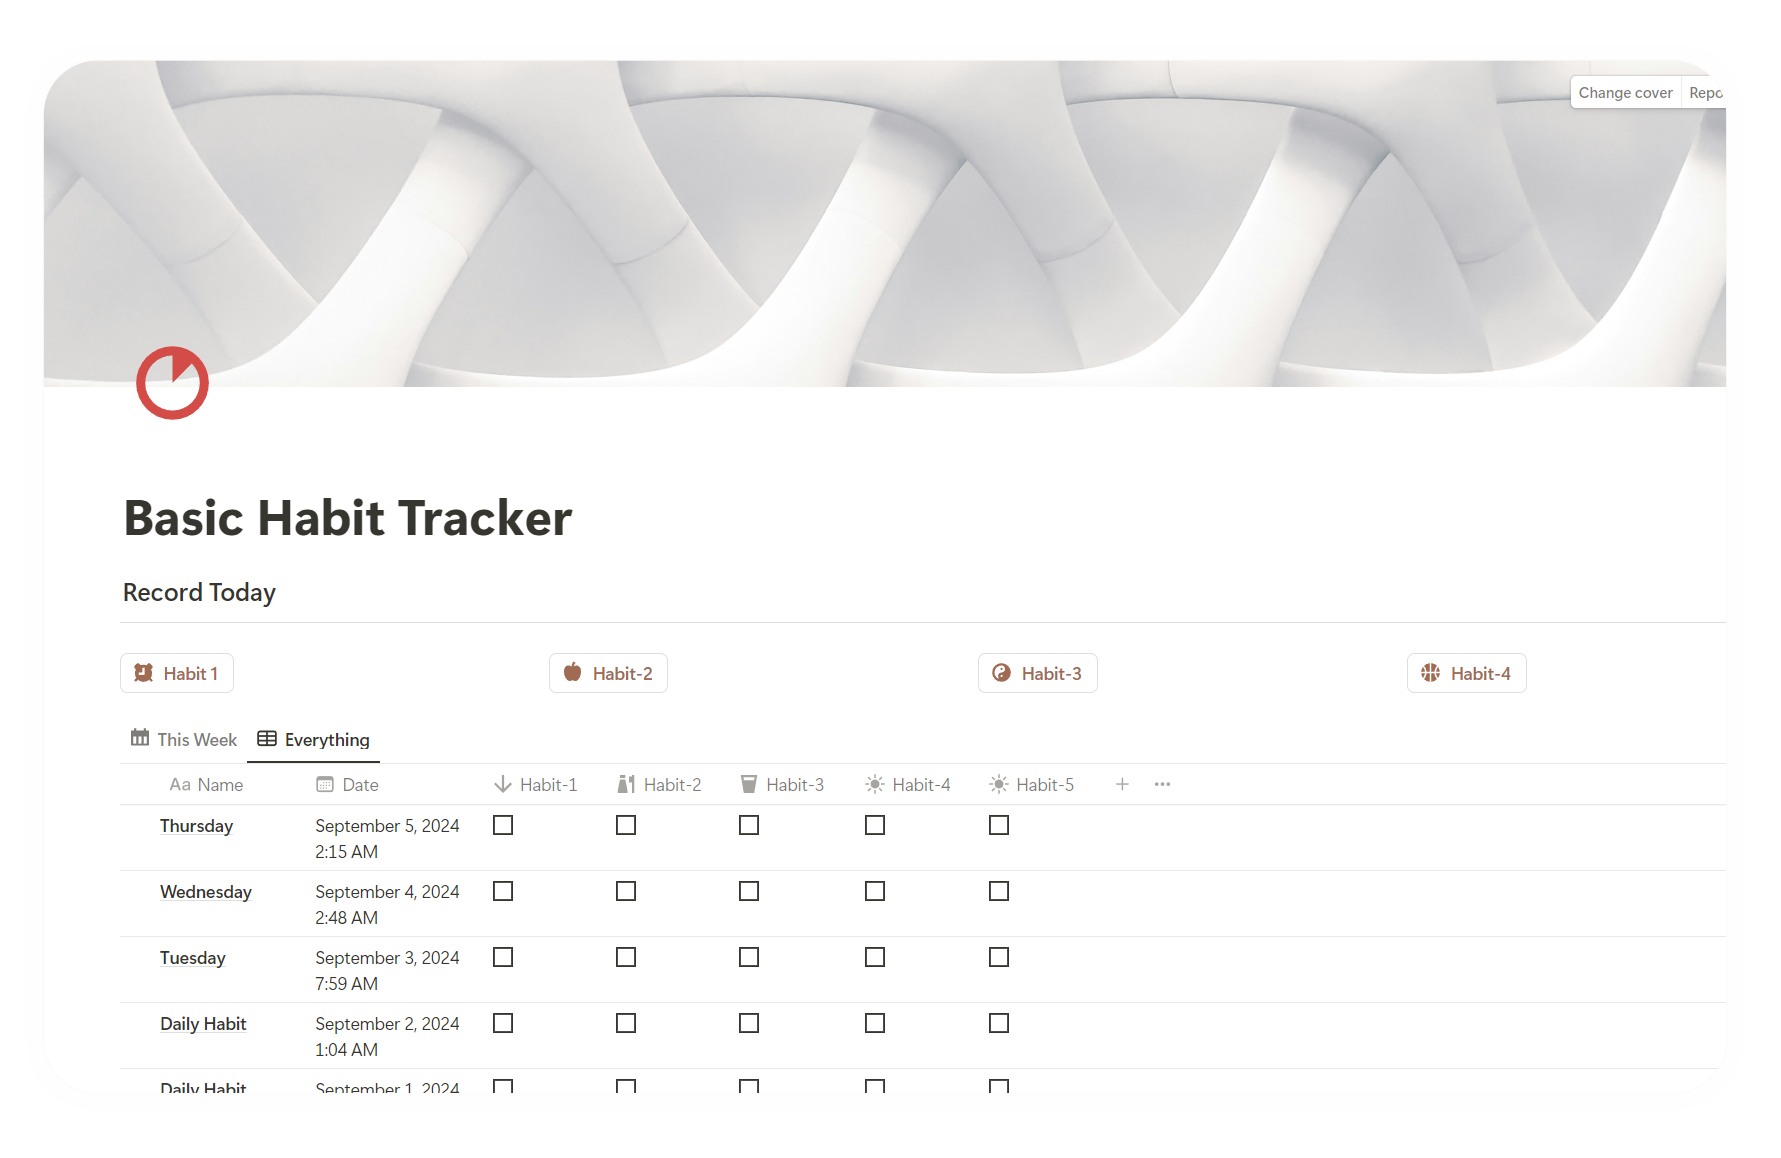 Change cover Repo
Basic Habit Tracker
Record Today
Habit 1 Habit-2 Habit-3 Habit-4
This Week Everything
Aa Name Date Habit-1 Habit-2 Habit-3 Habit-4 Habit-5 + •••
Thursday September 5, 2024
2:15 AM
Wednesday September 4, 2024
2:48 AM
Tuesday September 3, 2024
7:59 AM
Daily Habit September 2, 2024
1:04 AM
Daily Habit September 1, 2024